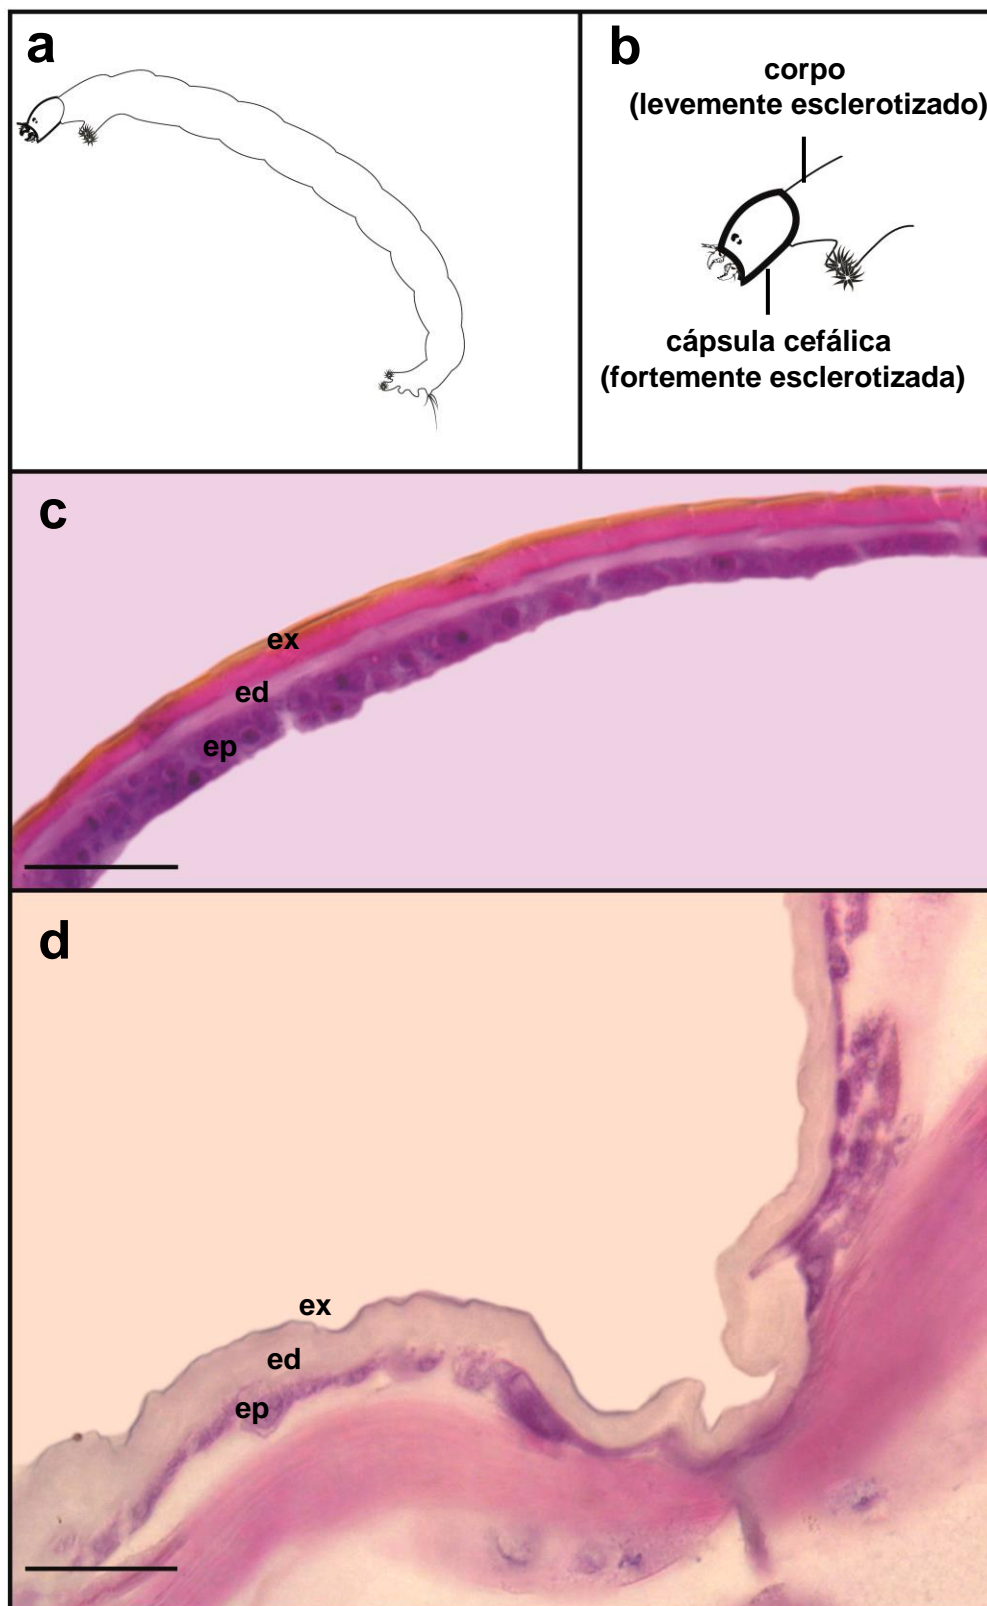 a
b
corpo
(levemente esclerotizado)
cápsula cefálica
(fortemente esclerotizada)
c
ex
ed
ep
d
ex
ed
ep